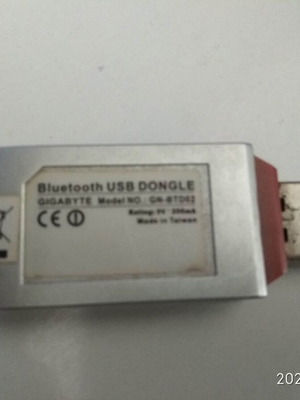 Bluetooth USB DONGLE
GIGABYTE Model NO.: GN-BTD02
Rating: 5V 200mA
Made in Taiwan
CE
202